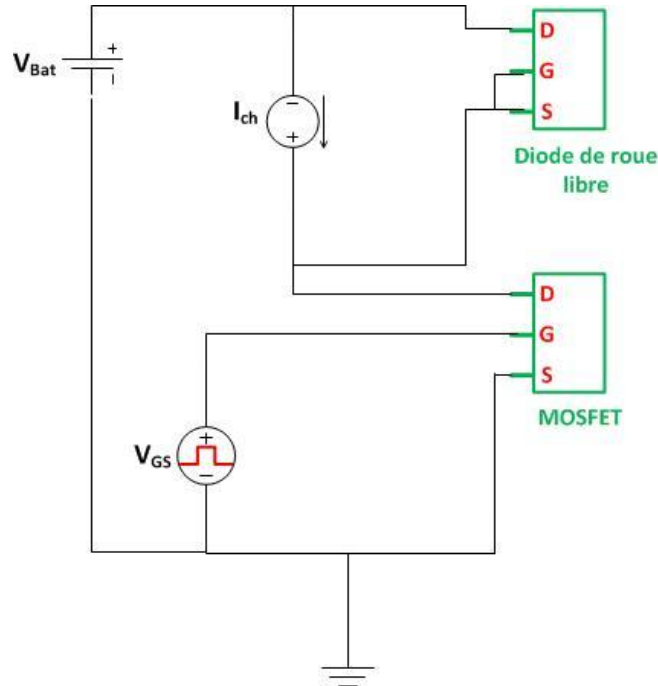 +
V_Bat
I
I_ch
−
+
D
G
S
Diode de roue
libre
D
G
S
MOSFET
V_GS
+
−